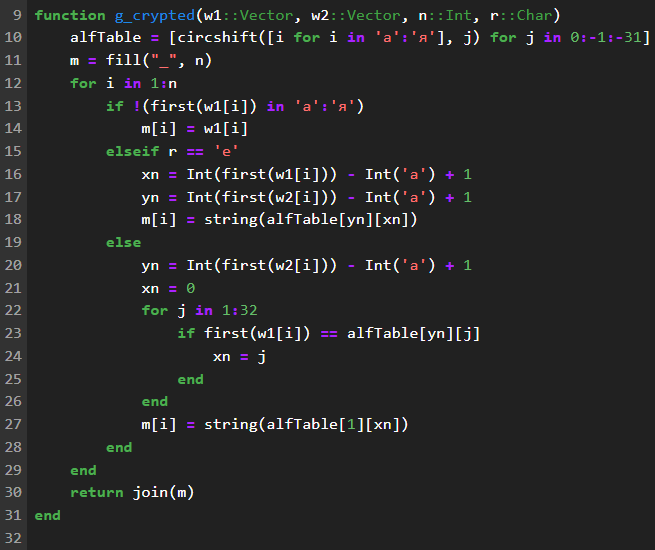 9 function g_crypted(w1::Vector, w2::Vector, n::Int, r::Char)
10     alfTable = [circshift([i for i in 'а':'я'], j) for j in 0:-1:-31]
11     m = fill("_", n)
12     for i in 1:n
13         if !(first(w1[i]) in 'а':'я')
14             m[i] = w1[i]
15         elseif r == 'e'
16             xn = Int(first(w1[i])) - Int('а') + 1
17             yn = Int(first(w2[i])) - Int('а') + 1
18             m[i] = string(alfTable[yn][xn])
19         else
20             yn = Int(first(w2[i])) - Int('а') + 1
21             xn = 0
22             for j in 1:32
23                 if first(w1[i]) == alfTable[yn][j]
24                     xn = j
25                 end
26             end
27             m[i] = string(alfTable[1][xn])
28         end
29     end
30     return join(m)
31 end
32